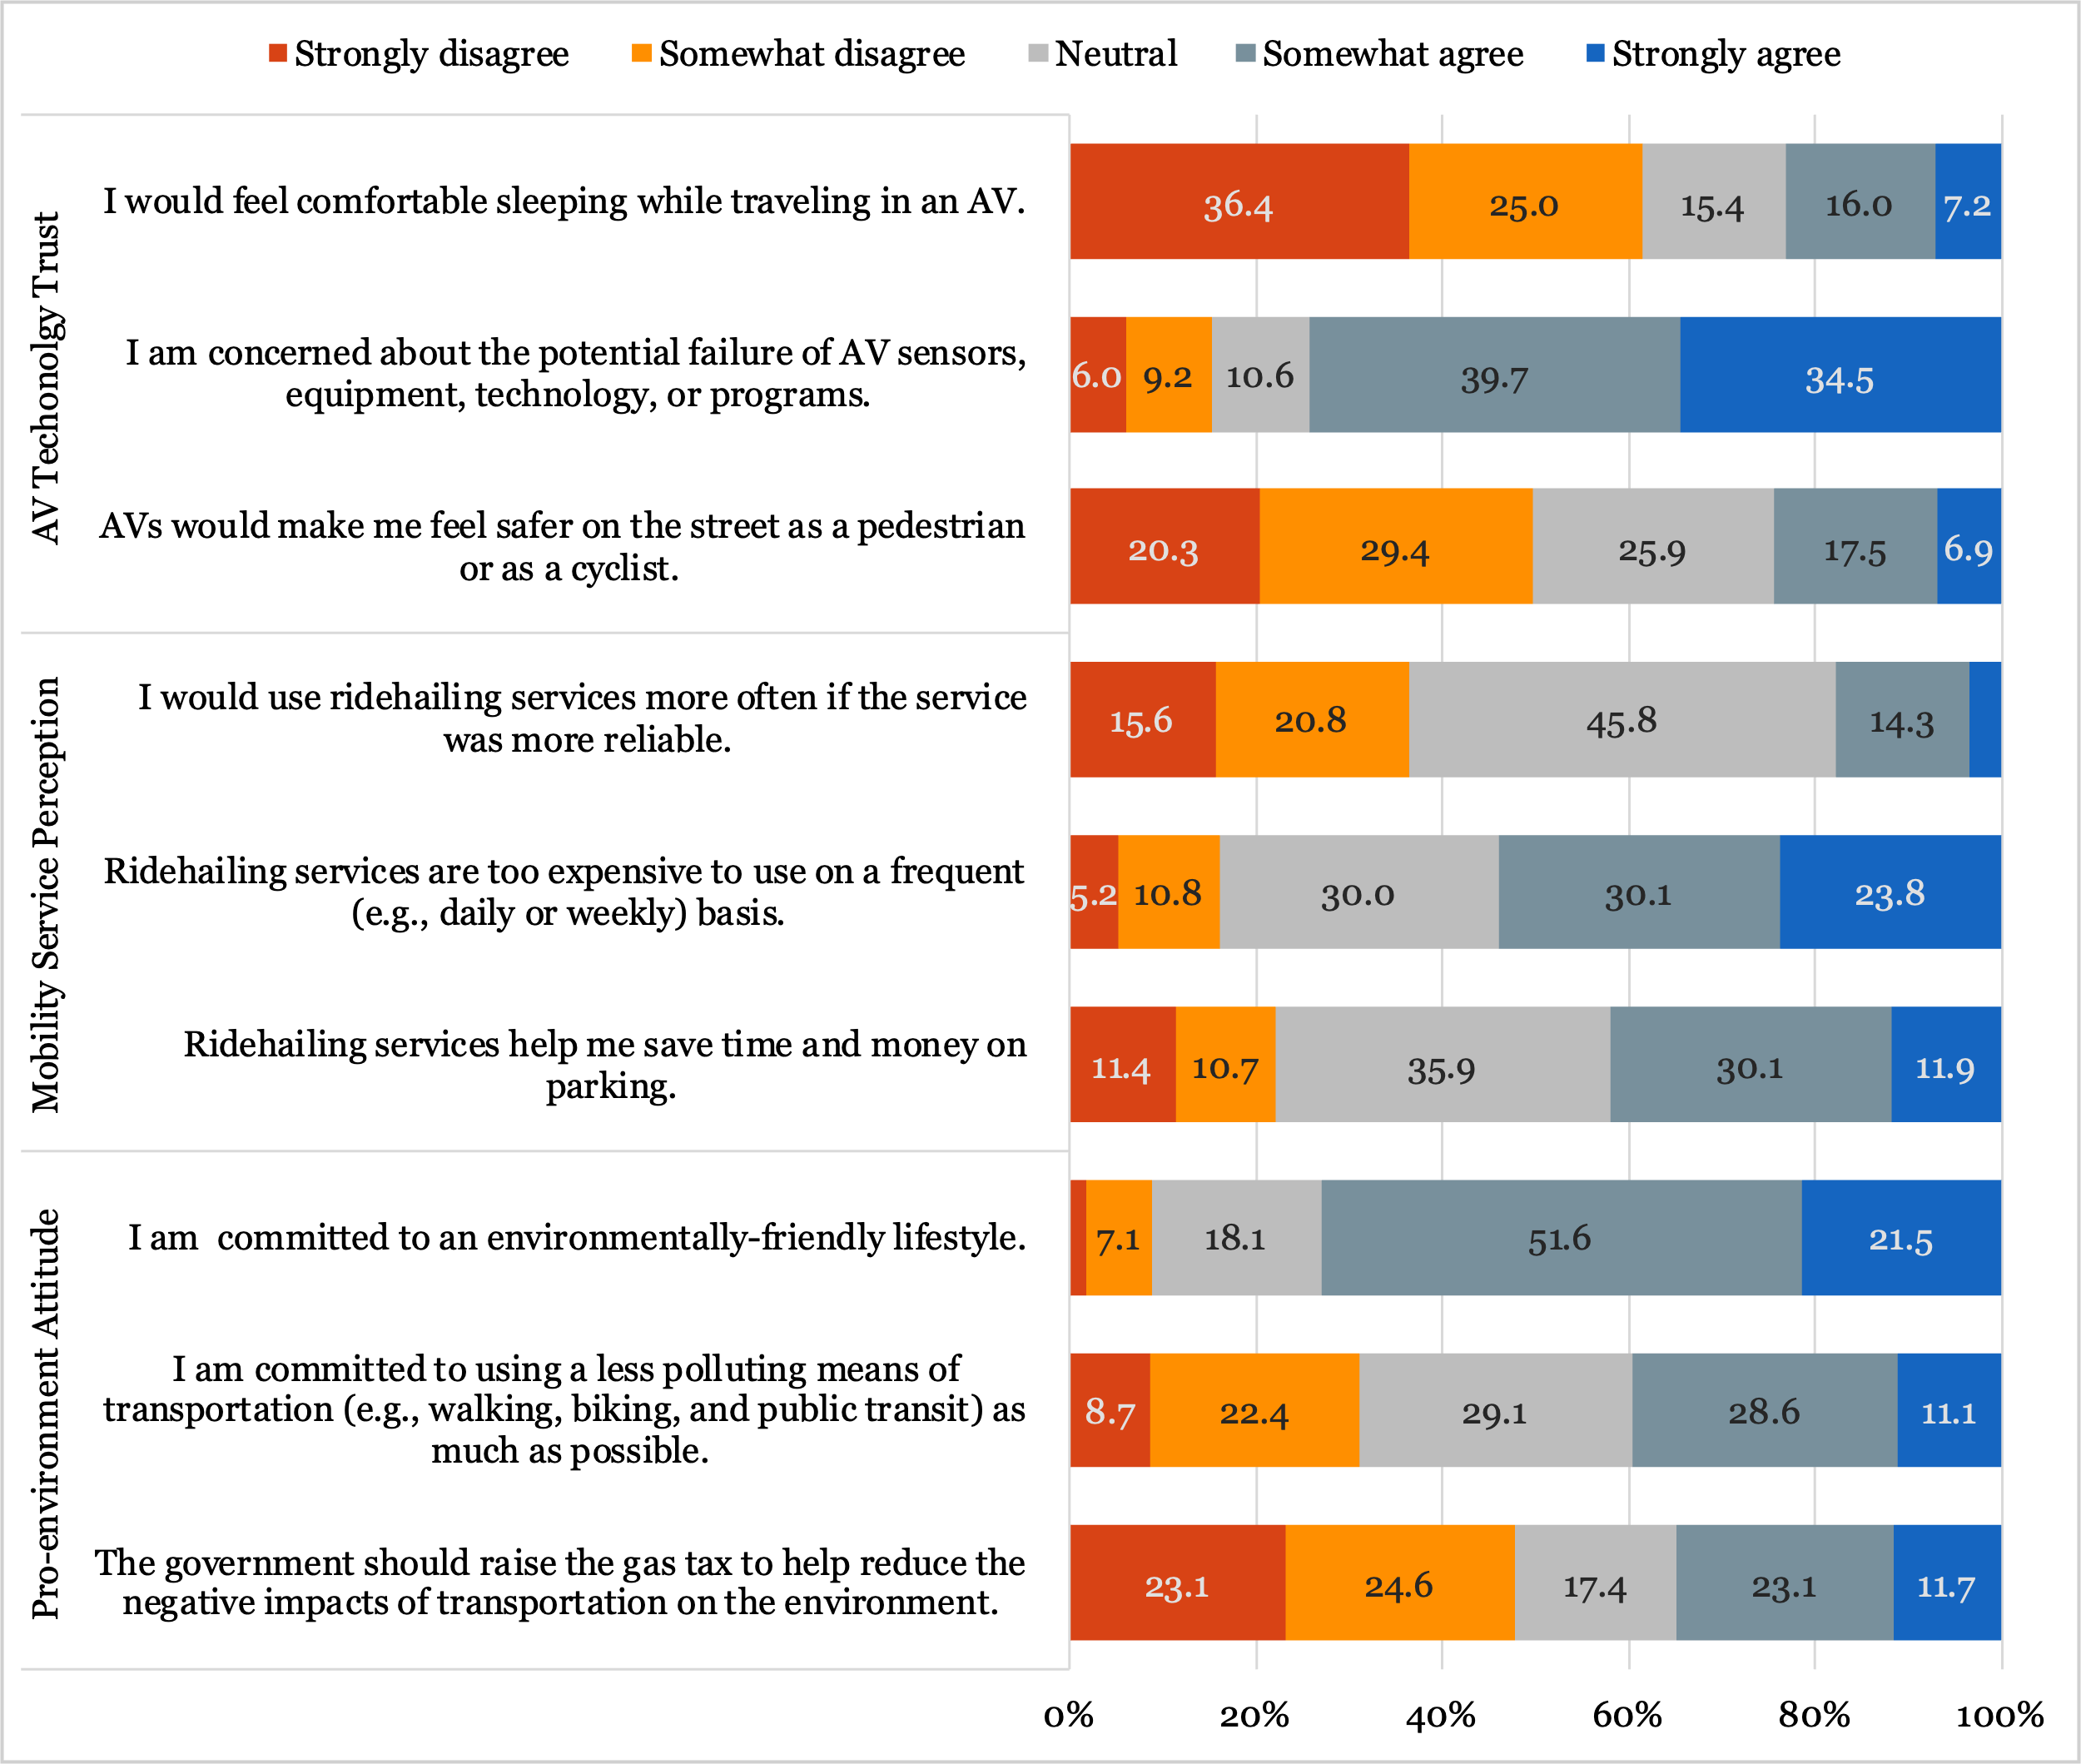 Strongly disagree Somewhat disagree Neutral Somewhat agree Strongly agree
AV Techonolgy Trust
I would feel comfortable sleeping while traveling in an AV.
36.4 25.0 15.4 16.0 7.2
I am concerned about the potential failure of AV sensors,
equipment, technology, or programs.
6.0 9.2 10.6 39.7 34.5
AVs would make me feel safer on the street as a pedestrian
or as a cyclist.
20.3 29.4 25.9 17.5 6.9
Mobility Service Perception
I would use ridehailing services more often if the service
was more reliable.
15.6 20.8 45.8 14.3
Ridehailing services are too expensive to use on a frequent
(e.g., daily or weekly) basis.
5.2 10.8 30.0 30.1 23.8
Ridehailing services help me save time and money on
parking.
11.4 10.7 35.9 30.1 11.9
Pro-environment Attitude
I am  committed to an environmentally-friendly lifestyle.
7.1 18.1 51.6 21.5
I am committed to using a less polluting means of
transportation (e.g., walking, biking, and public transit) as
much as possible.
8.7 22.4 29.1 28.6 11.1
The government should raise the gas tax to help reduce the
negative impacts of transportation on the environment.
23.1 24.6 17.4 23.1 11.7
0% 20% 40% 60% 80% 100%